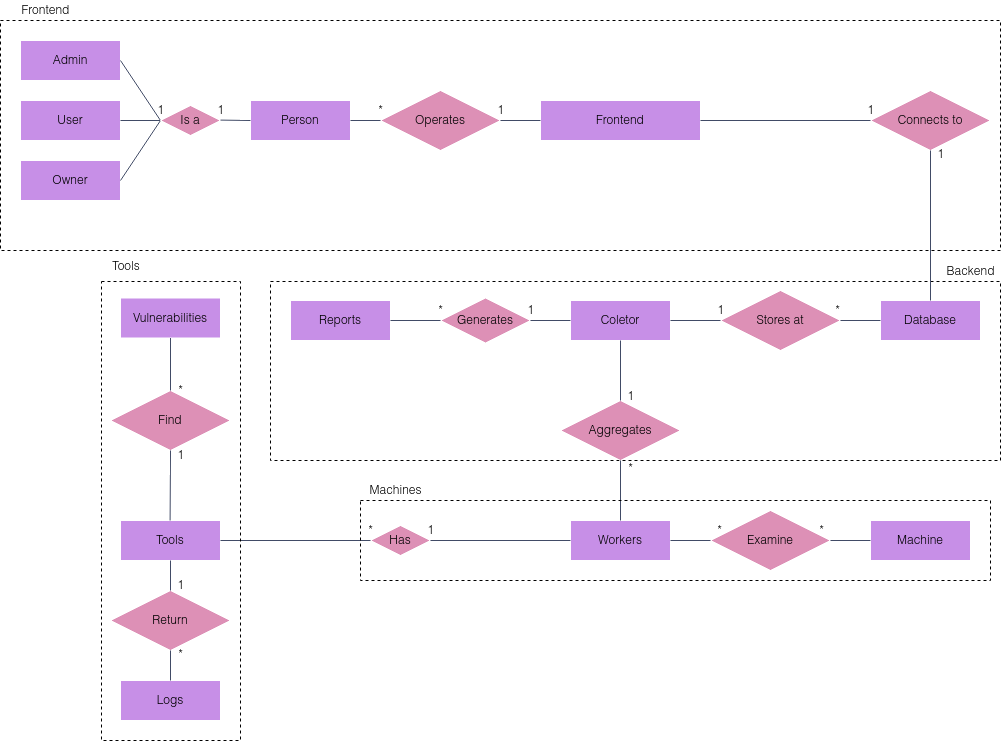 Frontend
Admin
1
1
*
1
1
User
Is a
Person
Operates
Frontend
Connects to
1
Owner
Tools
Backend
Vulnerabilities
*
1
1
*
Reports
Generates
Coletor
Stores at
Database
*
1
Find
Aggregates
1
*
Machines
*
1
*
*
Tools
Has
Workers
Examine
Machine
1
Return
*
Logs